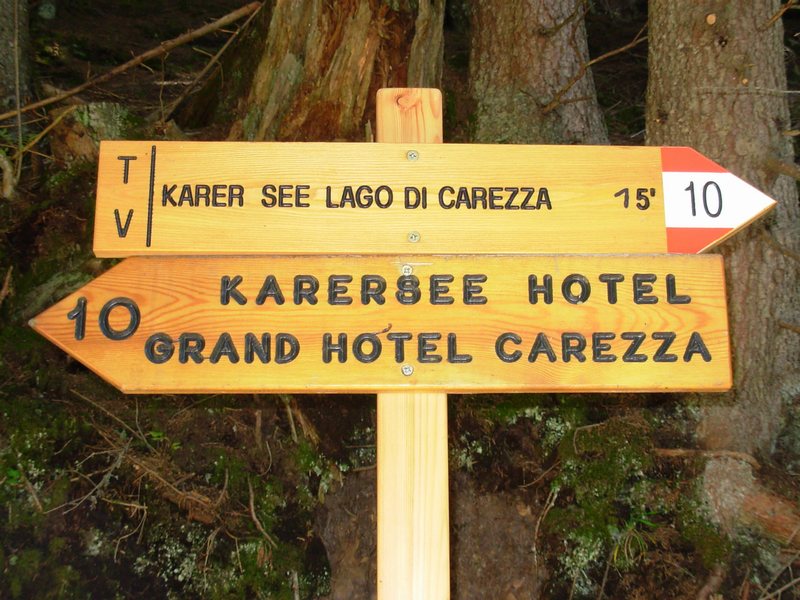 T
V
KARER SEE LAGO DI CAREZZA 15' 10
KARERSEE HOTEL
10
GRAND HOTEL CAREZZA